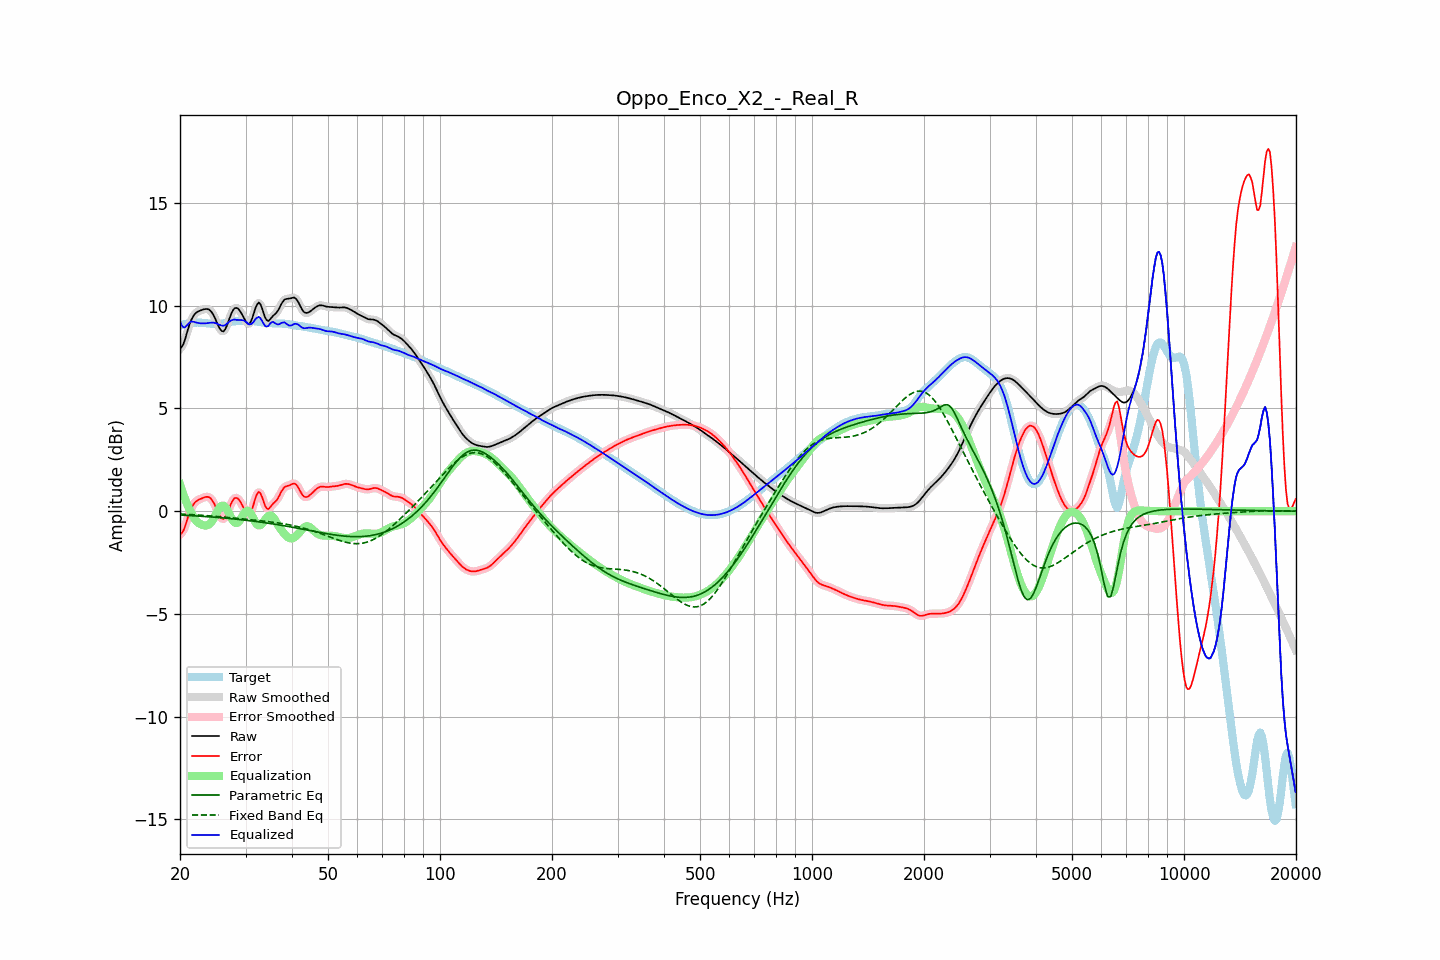 Oppo_Enco_X2_-_Real_R
Amplitude (dBr)
15
10
5
0
−5
−10
−15
Target
Raw Smoothed
Error Smoothed
Raw
Error
Equalization
Parametric Eq
Fixed Band Eq
Equalized
20
50
100
200
500
1000
2000
5000
10000
20000
Frequency (Hz)